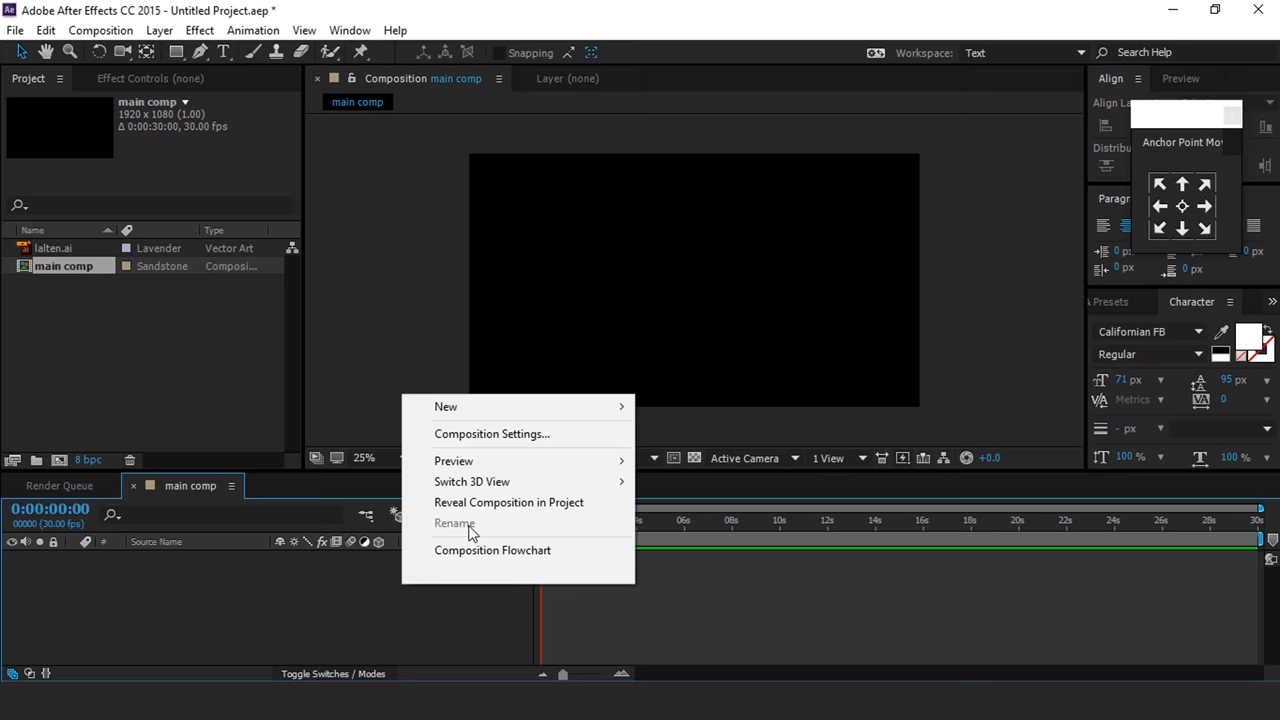 Adobe After Effects CC 2015 - Untitled Project.aep *
File Edit Composition Layer Effect Animation View Window Help
Snapping Workspace: Text Search Help
Project Effect Controls (none) Composition main comp Layer (none) Align Preview
main comp
1920 x 1080 (1.00)
Δ 0:00:30:00, 30.00 fps
main comp
Align
Anchor Point
Paragr
0 px 0 px
0 px 0 px
Name Type
lalten.ai Lavender Vector Art
main comp Sandstone Composi...
Presets Character
Californian FB
Regular
71 px 95 px
Metrics 0
- px
100 % 100 %
8 bpc 25% Active Camera 1 View +0.0
New
Composition Settings...
Preview
Switch 3D View
Reveal Composition in Project
Rename
Composition Flowchart
Render Queue main comp
0:00:00:00
00000 (30.00 fps)
# Source Name
06s 08s 10s 12s 14s 16s 18s 20s 22s 24s 26s 28s 30s
Toggle Switches / Modes